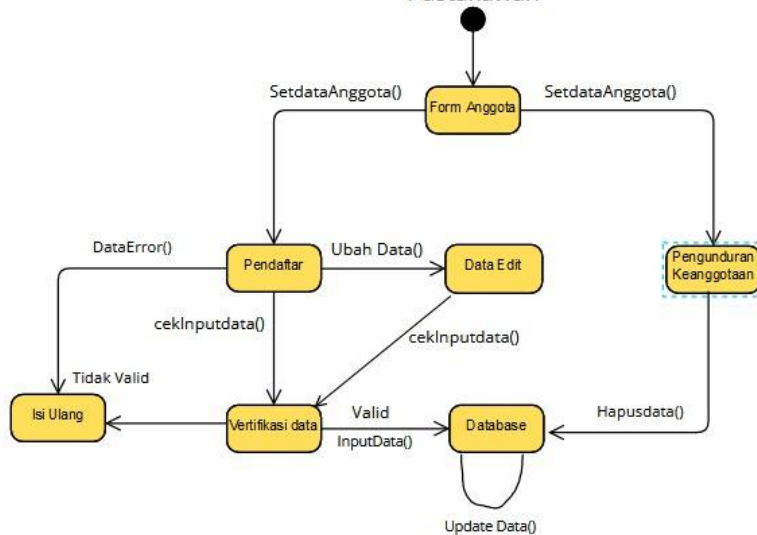 SetdataAnggota()
Form Anggota
SetdataAnggota()
DataError()
Pendaftar
Ubah Data()
Data Edit
Pengunduran
Keanggotaan
cekInputdata()
cekInputdata()
Tidak Valid
Isi Ulang
Vertifikasi data
Valid
InputData()
Database
Hapusdata()
Update Data()